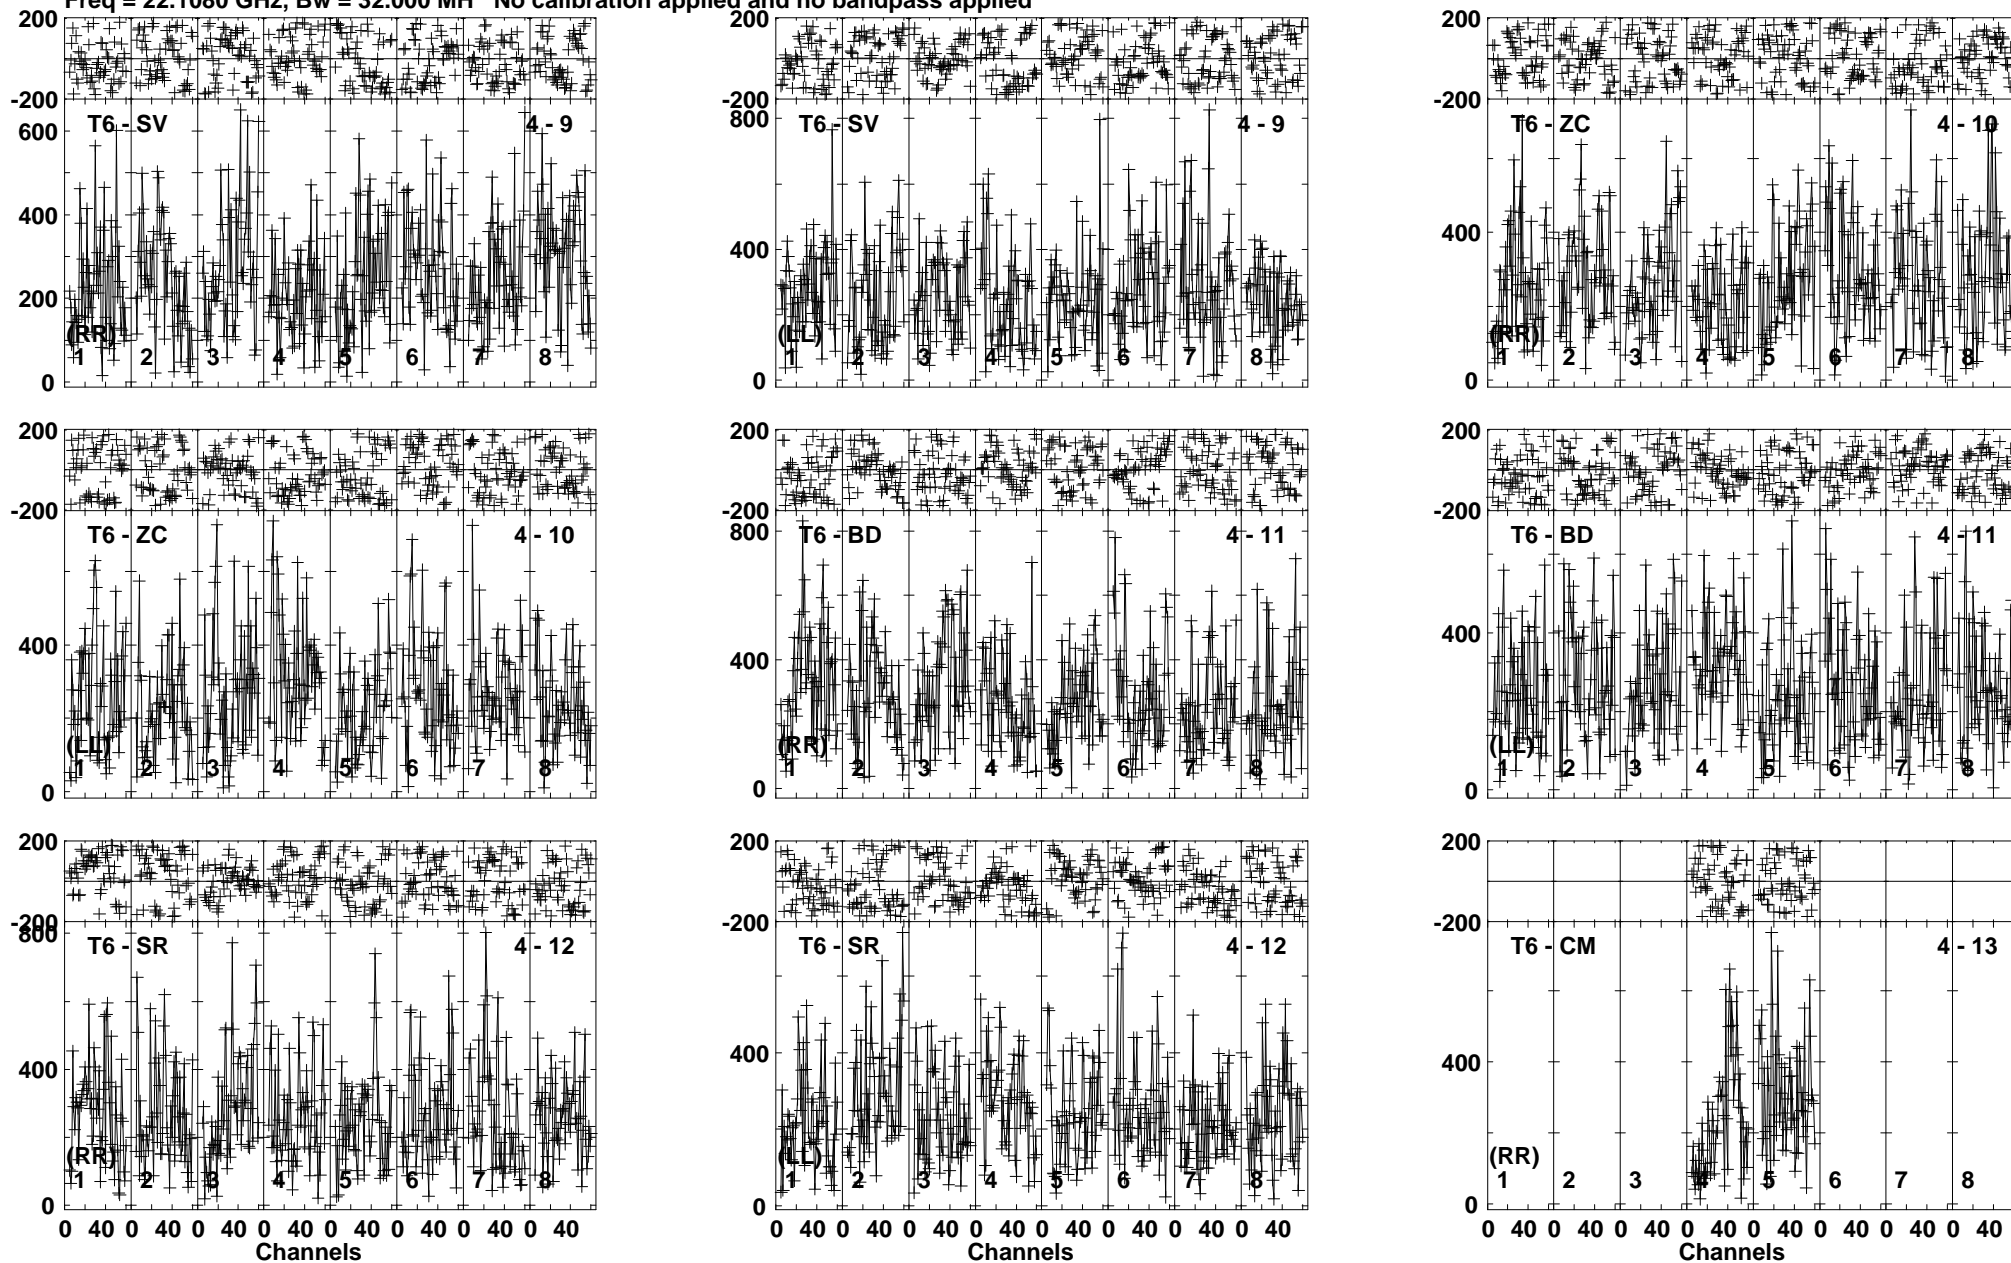 Freq = 22.1080 GHz, Bw = 32.000 MH No calibration applied and no bandpass applied
200 200 200
-200 -200 -200
T6 - SV 4 - 9 T6 - SV 4 - 9 T6 - ZC 4 - 10
600 800
400 400 400
200
(RR) (LL) (RR)
1 2 3 4 5 6 7 8 1 2 3 4 5 6 7 8 1 2 3 4 5 6 7 8
0 0 0
200 200 200
-200 -200 -200
T6 - ZC 4 - 10 T6 - BD 4 - 11 T6 - BD 4 - 11
800
400 400 400
(LL) (RR) (LL)
1 2 3 4 5 6 7 8 1 2 3 4 5 6 7 8 1 2 3 4 5 6 7 8
0 0 0
200 200 200
-200 -200 -200
800
T6 - SR 4 - 12 T6 - SR 4 - 12 T6 - CM 4 - 13
400 400 400
(RR) (LL) (RR)
1 2 3 4 5 6 7 8 1 2 3 4 5 6 7 8 1 2 3 4 5 6 7 8
0 0 0
0 40 0 40 0 40 0 40 0 40 0 40 0 40 0 40 0 40 0 40 0 40 0 40 0 40 0 40 0 40 0 40 0 40 0 40 0 40 0 40 0 40 0 40 0 40 0 40
Channels Channels Channels